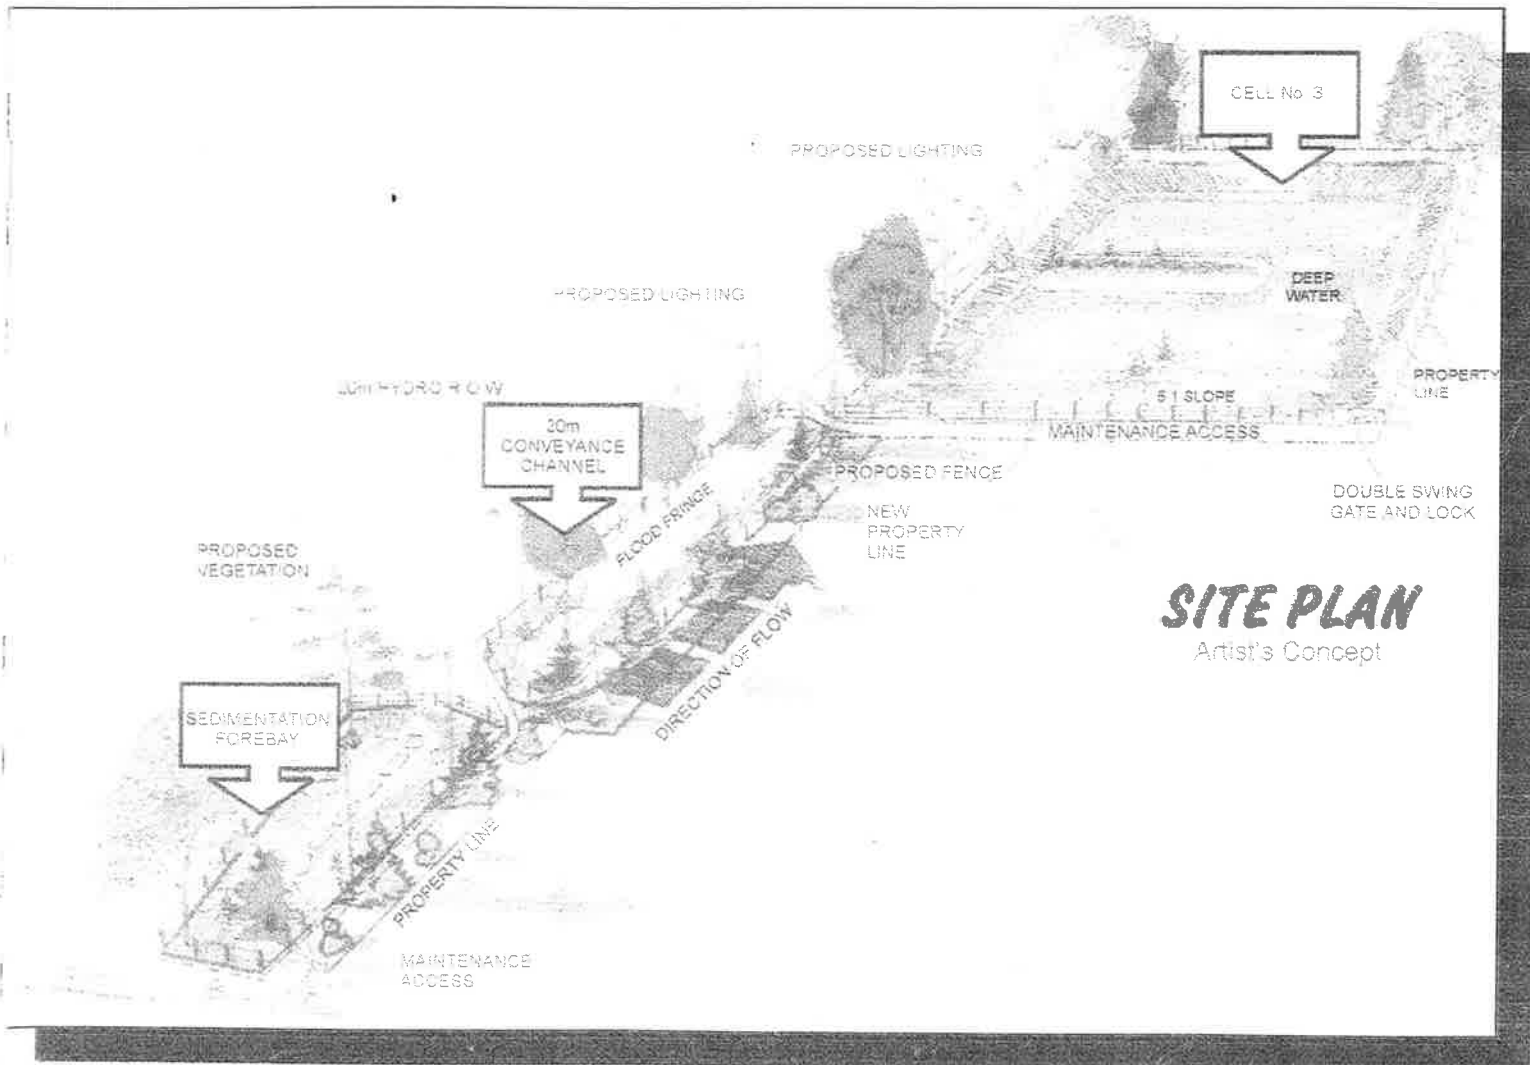 CELL No. 3
PROPOSED LIGHTING
DEEP
WATER
PROPOSED LIGHTING
HYDRO R.O.W
PROPERTY
LINE
5:1 SLOPE
20m
CONVEYANCE
CHANNEL
MAINTENANCE ACCESS
PROPOSED FENCE
DOUBLE SWING
GATE AND LOCK
FLOOD FRINGE
NEW
PROPERTY
LINE
PROPOSED
VEGETATION
SITE PLAN
Artist's Concept
DIRECTION OF FLOW
SEDIMENTATION
FOREBAY
PROPERTY LINE
MAINTENANCE
ACCESS